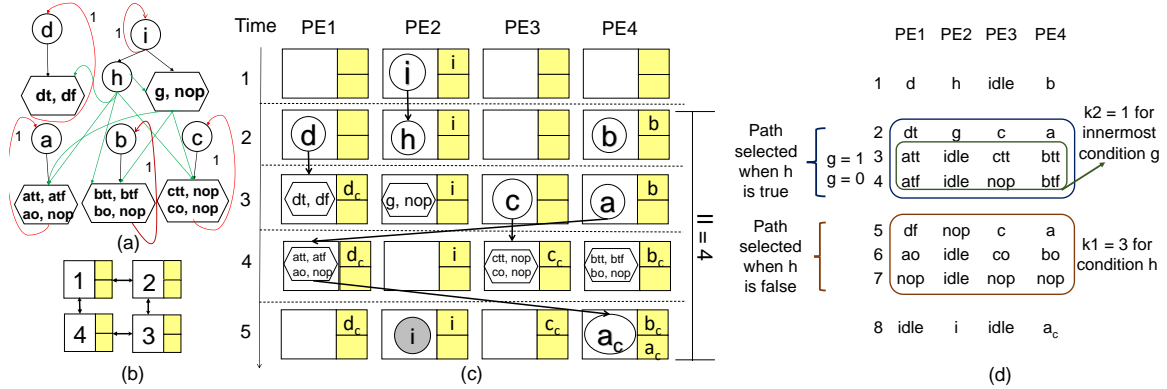 d
1
i
1
h
dt, df
g, nop
1
a
b
c
1
1
att, atf
ao, nop
btt, btf
bo, nop
ctt, nop
co, nop
(a)
1
2
4
3
(b)
Time
PE1
PE2
PE3
PE4
1
i
i
2
d
h
i
b
b
3
dt, df
d_c
g, nop
i
c
a
b
4
att, atf
ao, nop
d_c
i
ctt, nop
co, nop
c_c
btt, btf
bo, nop
b_c
5
d_c
i
i
c_c
a_c
b_c
a_c
II = 4
(c)
PE1 PE2 PE3 PE4
1 d h idle b
2 dt g c a
3 att idle ctt btt
4 atf idle nop btf
Path
selected
when h
is true
g = 1
g = 0
k2 = 1 for
innermost
condition g
5 df nop c a
6 ao idle co bo
7 nop idle nop nop
Path
selected
when h
is false
k1 = 3 for
condition h
8 idle i idle a_c
(d)